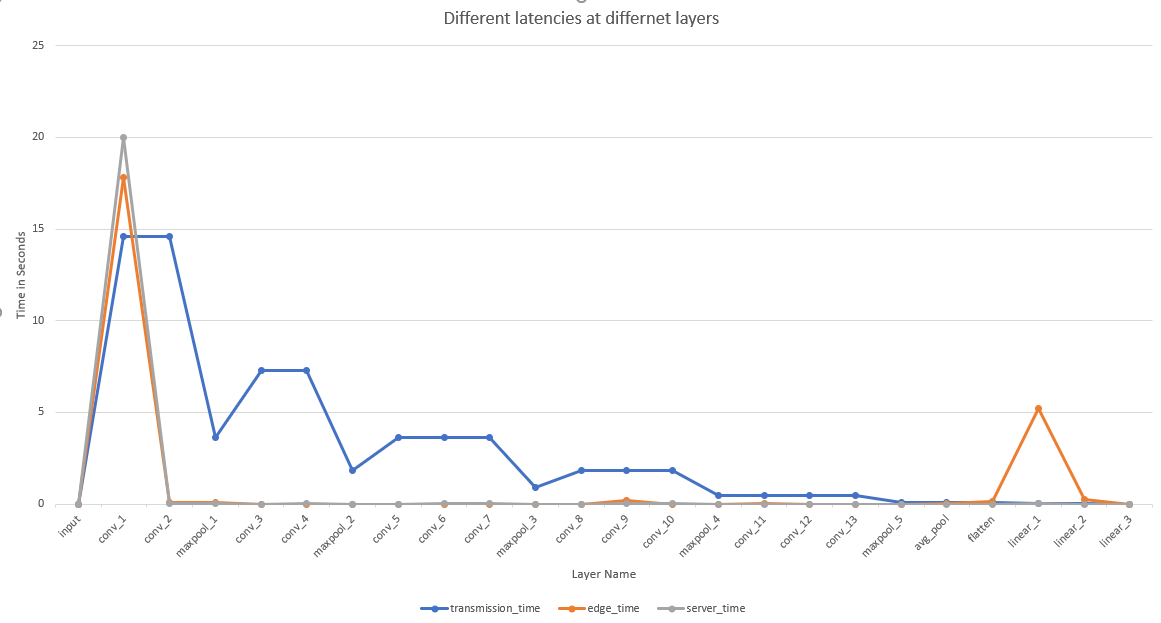 Different latencies at differnet layers
25
20
15
10
5
0
Time in Seconds
input
conv_1
conv_2
maxpool_1
conv_3
conv_4
maxpool_2
conv_5
conv_6
conv_7
maxpool_3
conv_8
conv_9
conv_10
maxpool_4
conv_11
conv_12
conv_13
maxpool_5
avg_pool
flatten
linear_1
linear_2
linear_3
Layer Name
transmission_time edge_time server_time